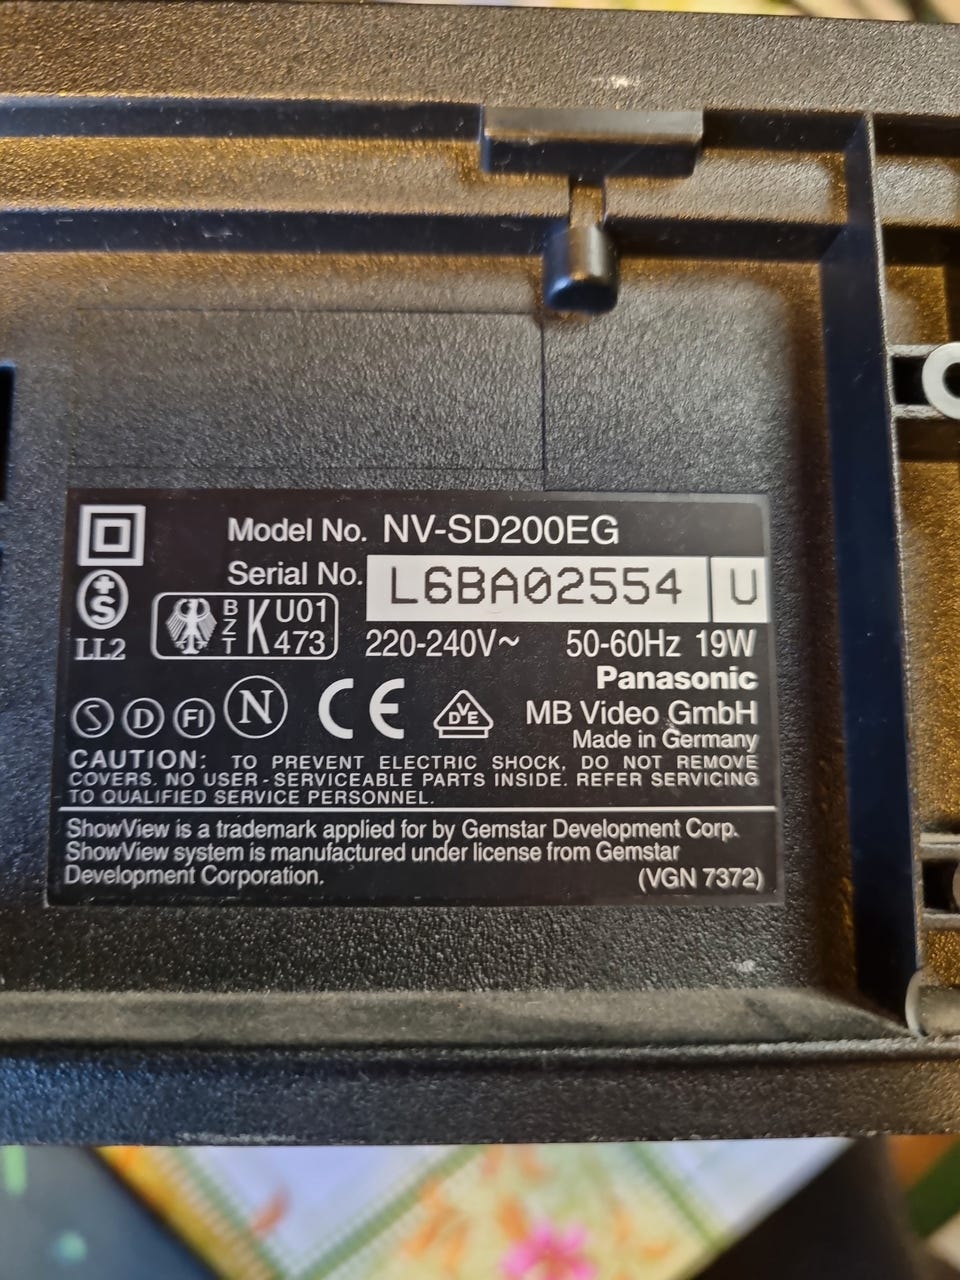 Model No. NV-SD200EG
Serial No. L6BA02554 U
+S
LL2
BZT K U01 473
220-240V~ 50-60Hz 19W
Panasonic
S D FI N CE DVE MB Video GmbH
Made in Germany
CAUTION: TO PREVENT ELECTRIC SHOCK, DO NOT REMOVE
COVERS. NO USER-SERVICEABLE PARTS INSIDE. REFER SERVICING
TO QUALIFIED SERVICE PERSONNEL.
ShowView is a trademark applied for by Gemstar Development Corp.
ShowView system is manufactured under license from Gemstar
Development Corporation. (VGN 7372)